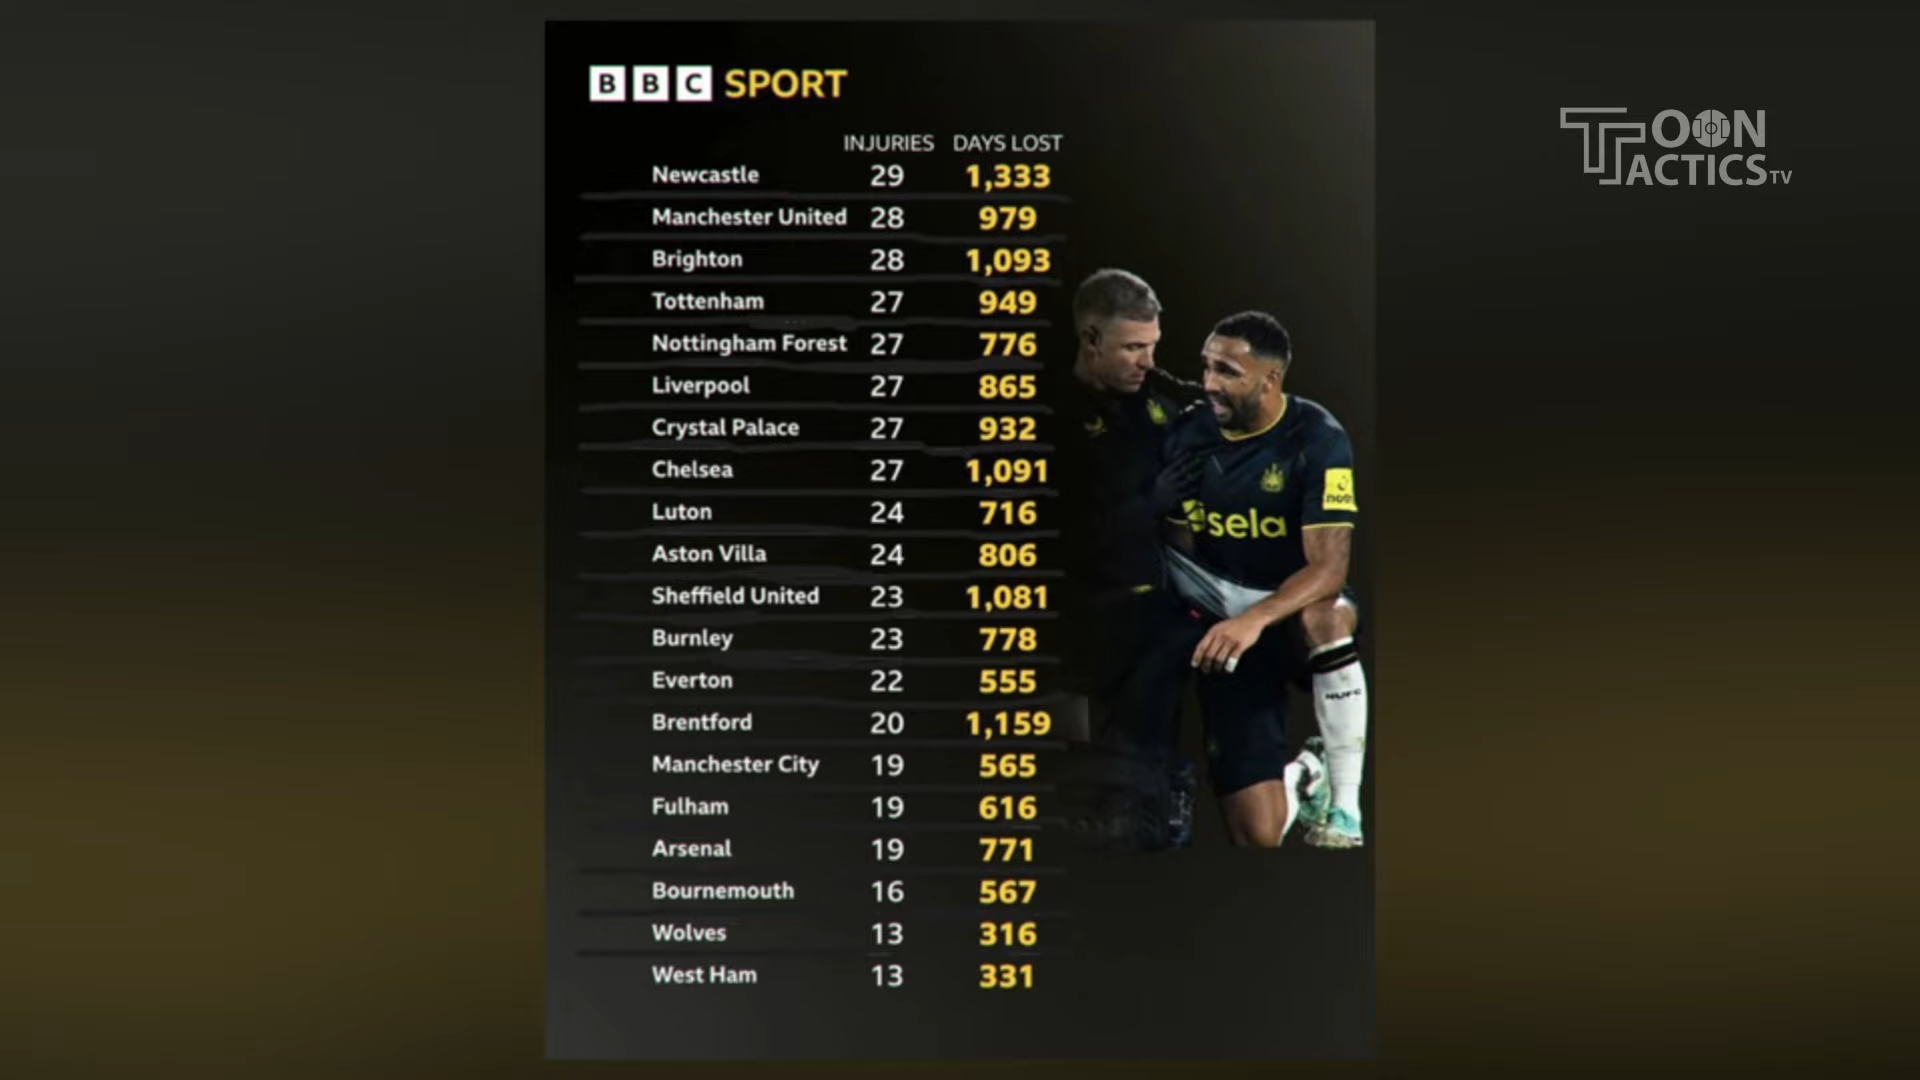 BBC SPORT
TOON
TACTICS TV
INJURIES DAYS LOST
Newcastle 29 1,333
Manchester United 28 979
Brighton 28 1,093
Tottenham 27 949
Nottingham Forest 27 776
Liverpool 27 865
Crystal Palace 27 932
Chelsea 27 1,091
Luton 24 716
Aston Villa 24 806
Sheffield United 23 1,081
Burnley 23 778
Everton 22 555
Brentford 20 1,159
Manchester City 19 565
Fulham 19 616
Arsenal 19 771
Bournemouth 16 567
Wolves 13 316
West Ham 13 331
sela
NUFC